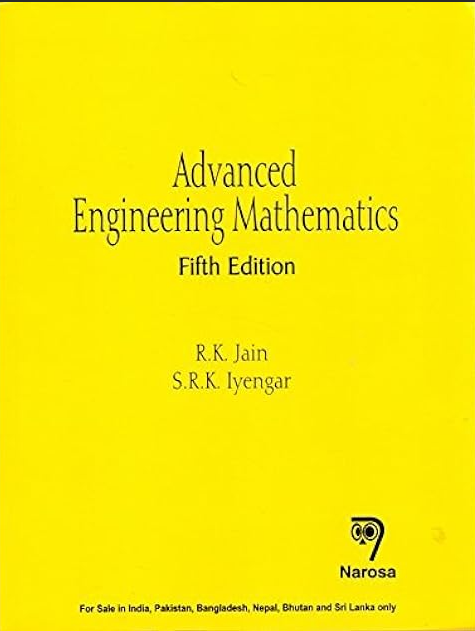 Advanced
Engineering Mathematics
Fifth Edition
R.K. Jain
S.R.K. Iyengar
Narosa
For Sale in India, Pakistan, Bangladesh, Nepal, Bhutan and Sri Lanka only